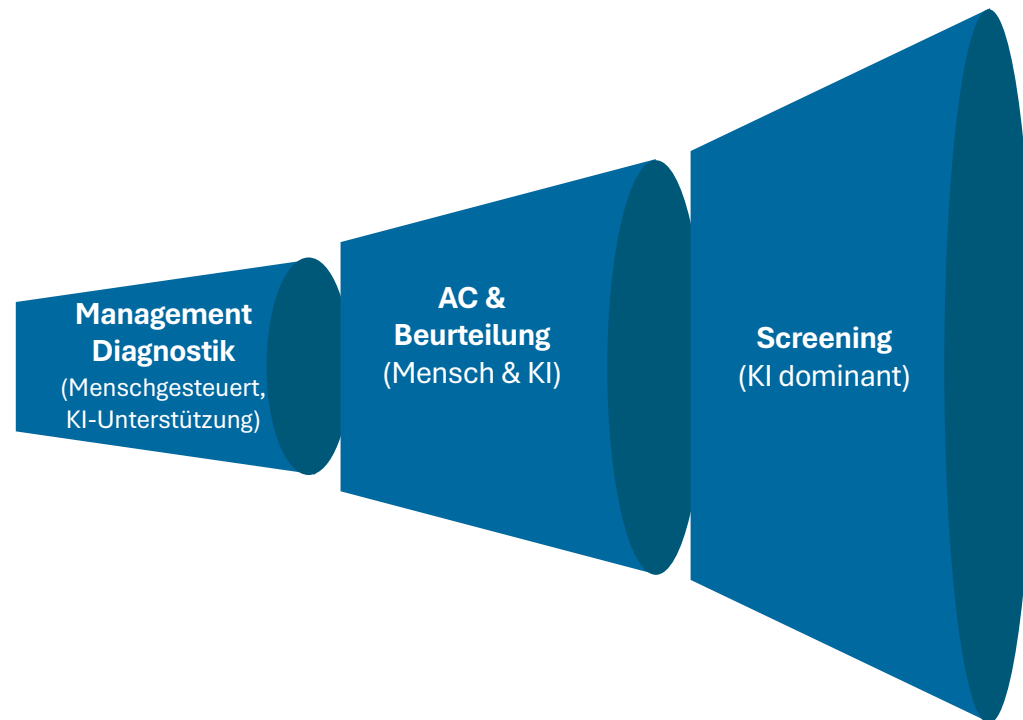 Management
Diagnostik
(Menschgesteuert,
KI-Unterstützung)
AC &
Beurteilung
(Mensch & KI)
Screening
(KI dominant)